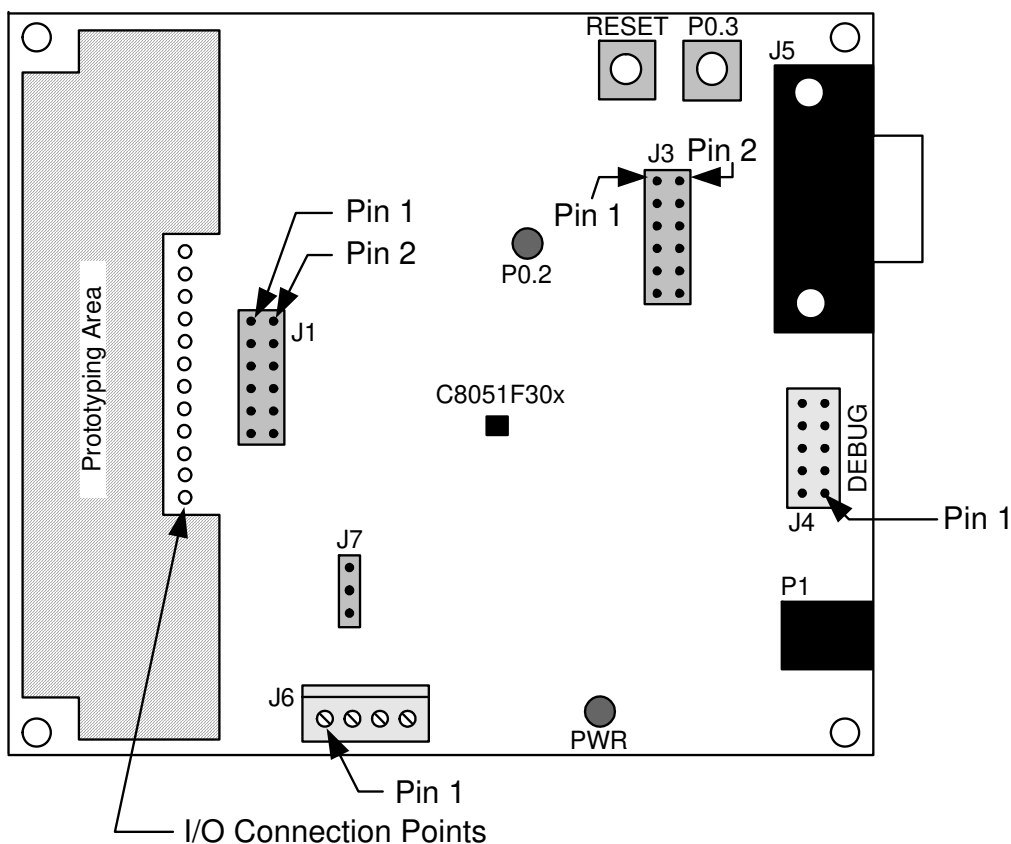 RESET P0.3
J5
J3 Pin 2
Pin 1
Pin 1
Pin 2
P0.2
J1
Prototyping Area
C8051F30x
DEBUG
J4
Pin 1
J7
P1
J6
PWR
Pin 1
I/O Connection Points